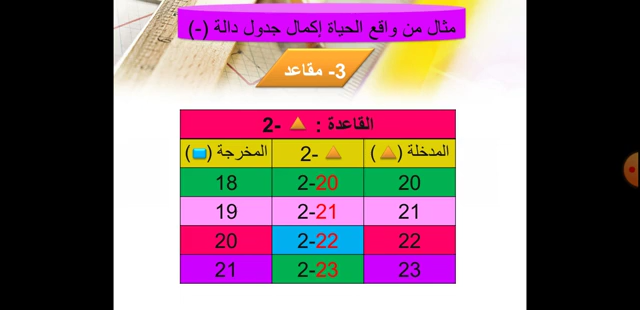 مثال من واقع الحياة إكمال جدول دالة (-)
3- مقاعد
القاعدة : 🔺 -2
المدخلة (🔺) 🔺 -2 المخرجة (🟦)
20 20-2 18
21 21-2 19
22 22-2 20
23 23-2 21